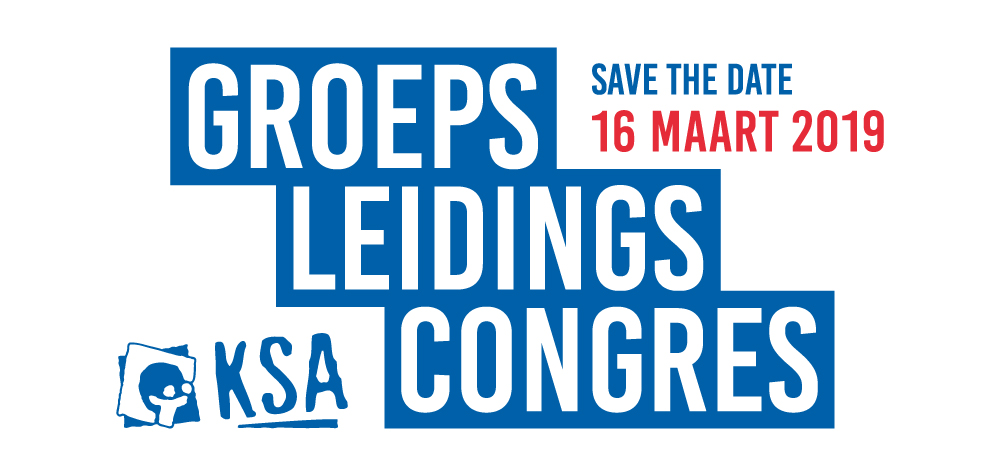 GROEPS
LEIDINGS
CONGRES
SAVE THE DATE
16 MAART 2019
KSA